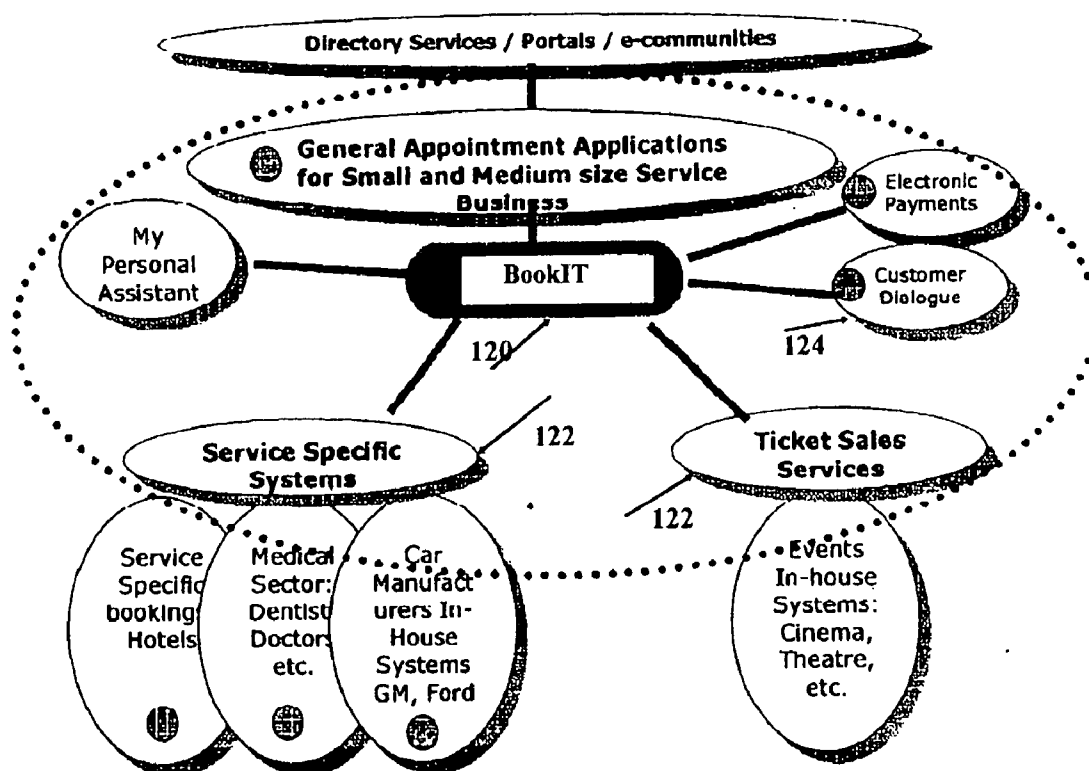 Directory Services / Portals / e-communities
General Appointment Applications
for Small and Medium size Service
Business
Electronic
Payments
My
Personal
Assistant
BookIT
Customer
Dialogue
120
124
122
Service Specific
Systems
Ticket Sales
Services
122
Service
Specific
bookings
Hotels
Medical
Sector:
Dentist
Doctors
etc.
Car
Manufact
urers In-
House
Systems
GM, Ford
Events
In-house
Systems:
Cinema,
Theatre,
etc.